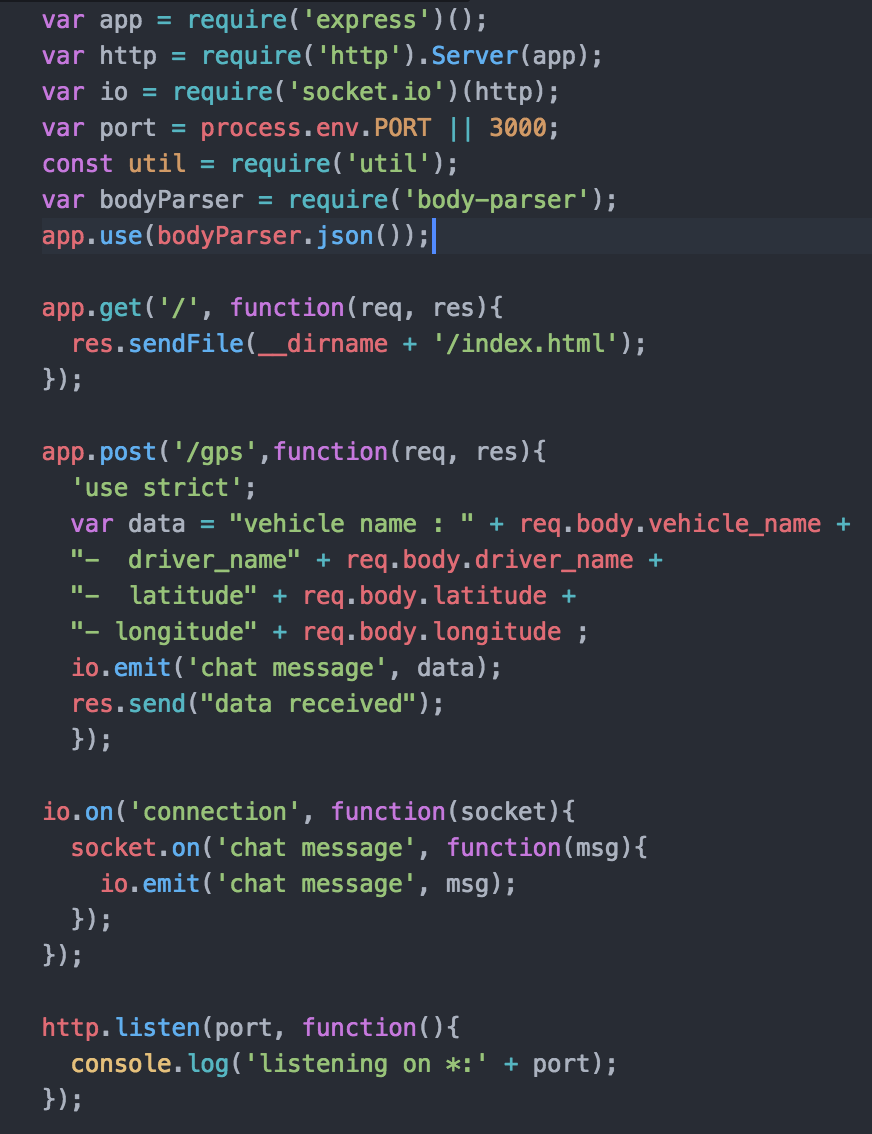 var app = require('express')();
var http = require('http').Server(app);
var io = require('socket.io')(http);
var port = process.env.PORT || 3000;
const util = require('util');
var bodyParser = require('body-parser');
app.use(bodyParser.json());

app.get('/', function(req, res){
  res.sendFile(__dirname + '/index.html');
});

app.post('/gps',function(req, res){
  'use strict';
  var data = "vehicle name : " + req.body.vehicle_name +
  "-  driver_name" + req.body.driver_name +
  "-  latitude" + req.body.latitude +
  "- longitude" + req.body.longitude ;
  io.emit('chat message', data);
  res.send("data received");
  });

io.on('connection', function(socket){
  socket.on('chat message', function(msg){
    io.emit('chat message', msg);
  });
});

http.listen(port, function(){
  console.log('listening on *:' + port);
});